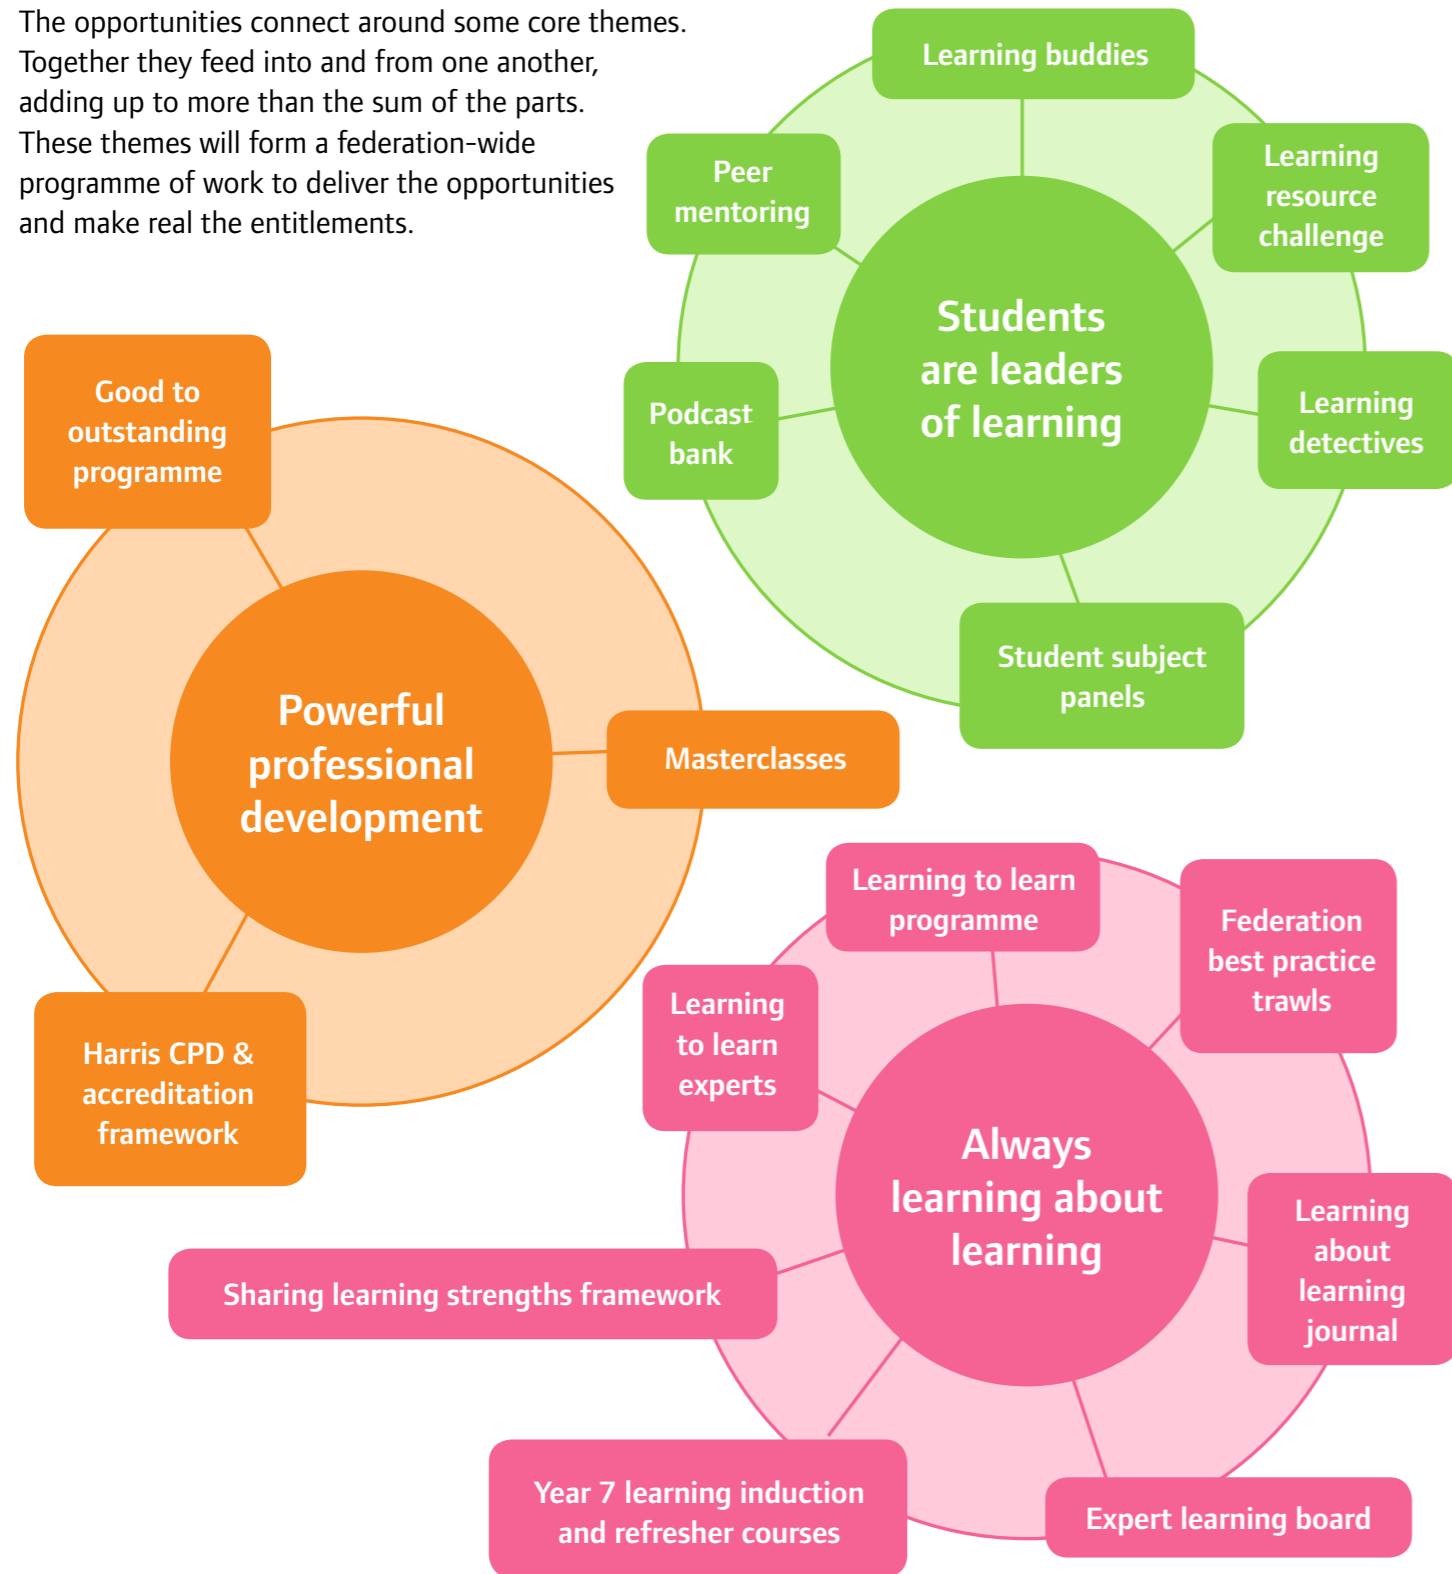 The opportunities connect around some core themes.
Together they feed into and from one another,
adding up to more than the sum of the parts.
These themes will form a federation-wide
programme of work to deliver the opportunities
and make real the entitlements.
Learning buddies
Peer
mentoring
Learning
resource
challenge
Students
are leaders
of learning
Podcast
bank
Learning
detectives
Student subject
panels
Good to
outstanding
programme
Powerful
professional
development
Masterclasses
Harris CPD &
accreditation
framework
Learning to learn
programme
Federation
best practice
trawls
Learning
to learn
experts
Always
learning about
learning
Learning
about
learning
journal
Sharing learning strengths framework
Year 7 learning induction
and refresher courses
Expert learning board